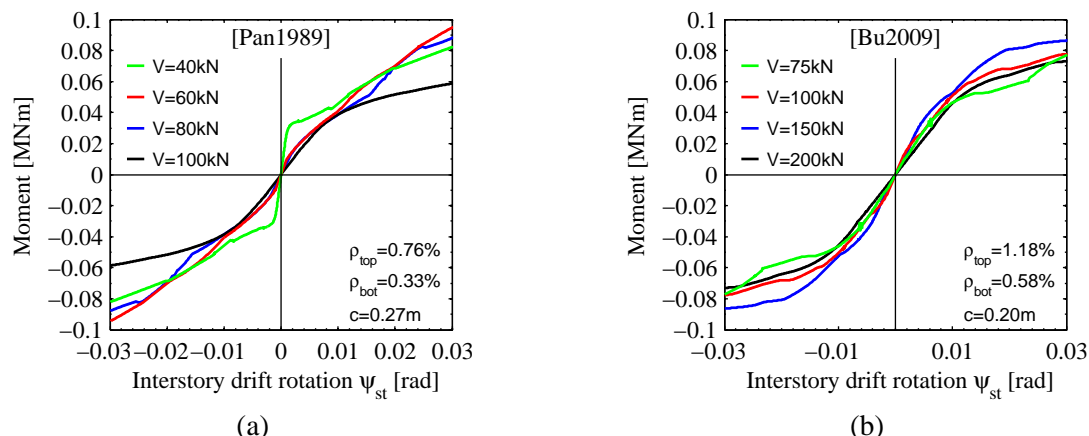 [Pan1989]
V=40kN
V=60kN
V=80kN
V=100kN
ρtop=0.76%
ρbot=0.33%
c=0.27m
0.1
0.08
0.06
0.04
0.02
0
−0.02
−0.04
−0.06
−0.08
−0.1
−0.03 −0.02 −0.01 0 0.01 0.02 0.03
Moment [MNm]
Interstory drift rotation ψst [rad]
(a)
[Bu2009]
V=75kN
V=100kN
V=150kN
V=200kN
ρtop=1.18%
ρbot=0.58%
c=0.20m
0.1
0.08
0.06
0.04
0.02
0
−0.02
−0.04
−0.06
−0.08
−0.1
−0.03 −0.02 −0.01 0 0.01 0.02 0.03
Moment [MNm]
Interstory drift rotation ψst [rad]
(b)